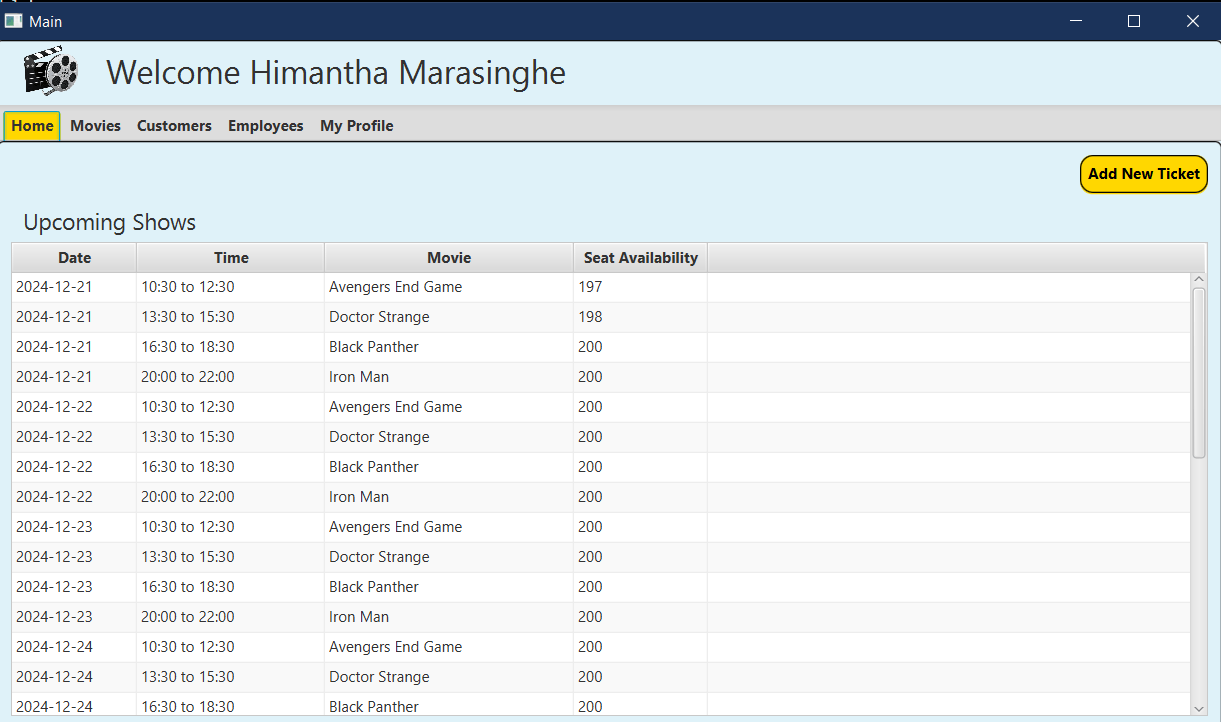 Main
Welcome Himantha Marasinghe
Home Movies Customers Employees My Profile
Add New Ticket
Upcoming Shows
Date Time Movie Seat Availability
2024-12-21 10:30 to 12:30 Avengers End Game 197
2024-12-21 13:30 to 15:30 Doctor Strange 198
2024-12-21 16:30 to 18:30 Black Panther 200
2024-12-21 20:00 to 22:00 Iron Man 200
2024-12-22 10:30 to 12:30 Avengers End Game 200
2024-12-22 13:30 to 15:30 Doctor Strange 200
2024-12-22 16:30 to 18:30 Black Panther 200
2024-12-22 20:00 to 22:00 Iron Man 200
2024-12-23 10:30 to 12:30 Avengers End Game 200
2024-12-23 13:30 to 15:30 Doctor Strange 200
2024-12-23 16:30 to 18:30 Black Panther 200
2024-12-23 20:00 to 22:00 Iron Man 200
2024-12-24 10:30 to 12:30 Avengers End Game 200
2024-12-24 13:30 to 15:30 Doctor Strange 200
2024-12-24 16:30 to 18:30 Black Panther 200